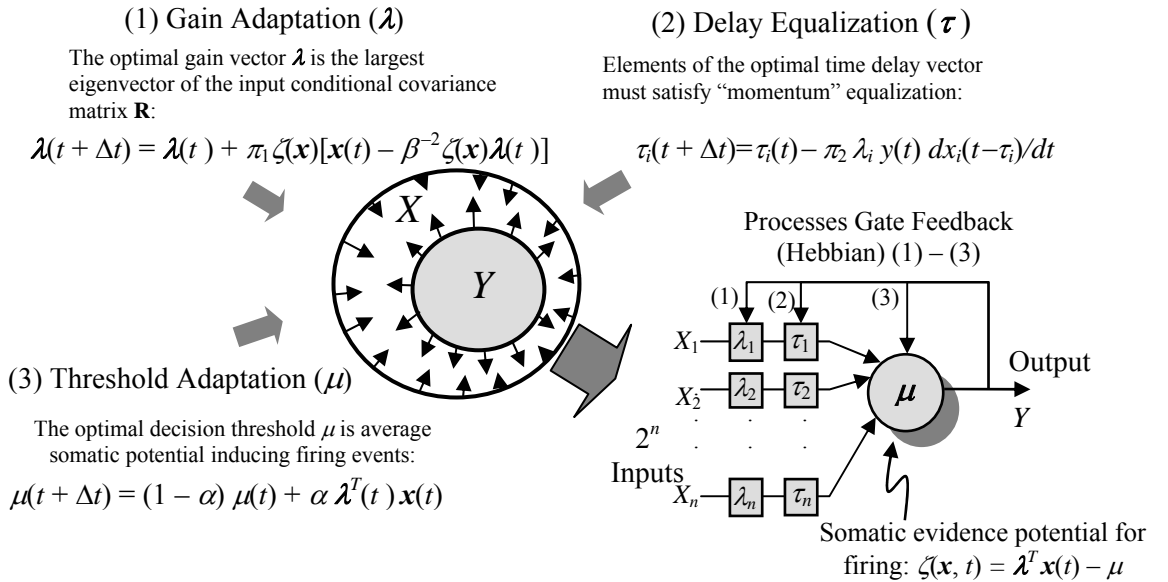 (1) Gain Adaptation (λ)
The optimal gain vector λ is the largest
eigenvector of the input conditional covariance
matrix R:
λ(t + Δt) = λ(t ) + π₁ζ(x)[x(t) − β⁻²ζ(x)λ(t )]
(2) Delay Equalization (τ )
Elements of the optimal time delay vector
must satisfy “momentum” equalization:
τᵢ(t + Δt)=τᵢ(t) − π₂ λᵢ y(t) dxᵢ(t−τᵢ)/dt
X
Y
(3) Threshold Adaptation (μ)
The optimal decision threshold μ is average
somatic potential inducing firing events:
μ(t + Δt) = (1 − α) μ(t) + α λᵀ(t ) x(t)
Processes Gate Feedback
(Hebbian) (1) – (3)
(1) (2) (3)
X₁ λ₁ τ₁
X₂ λ₂ τ₂
μ
Output
Y
2ⁿ
Inputs
Xₙ λₙ τₙ
Somatic evidence potential for
firing: ζ(x, t) = λᵀ x(t) − μ